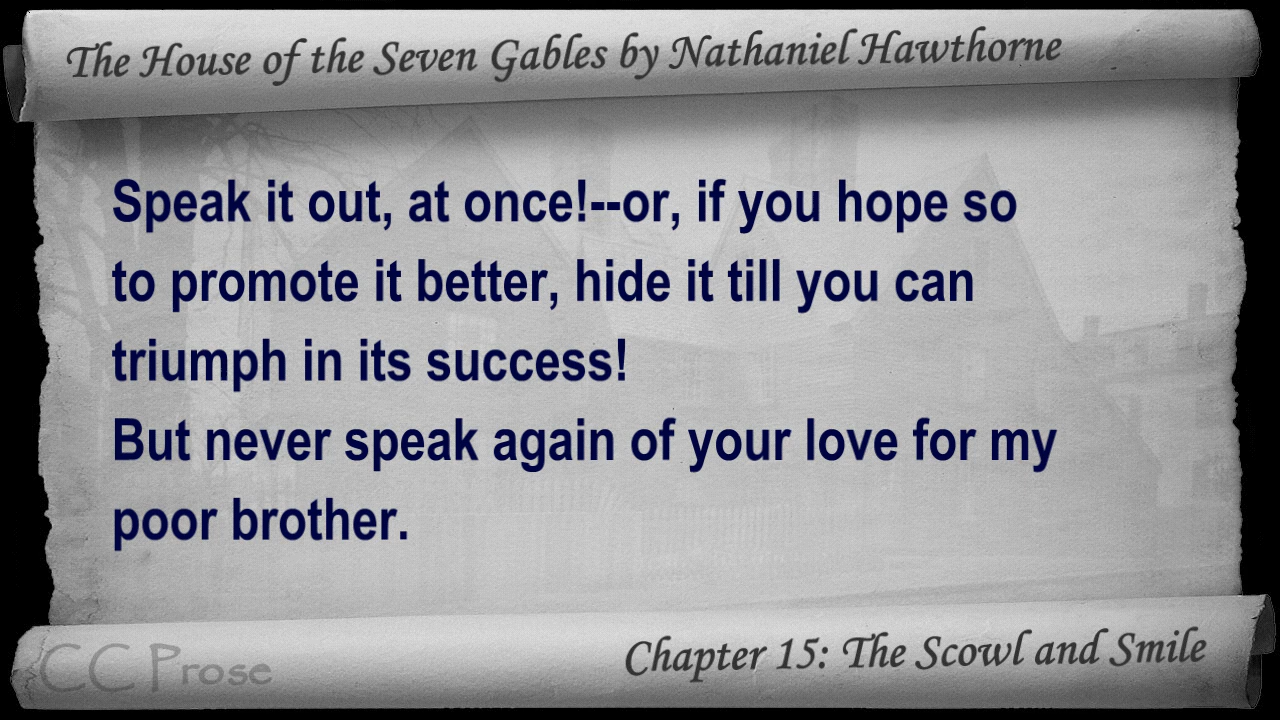 The House of the Seven Gables by Nathaniel Hawthorne
Speak it out, at once!--or, if you hope so
to promote it better, hide it till you can
triumph in its success!
But never speak again of your love for my
poor brother.
CC Prose
Chapter 15: The Scowl and Smile